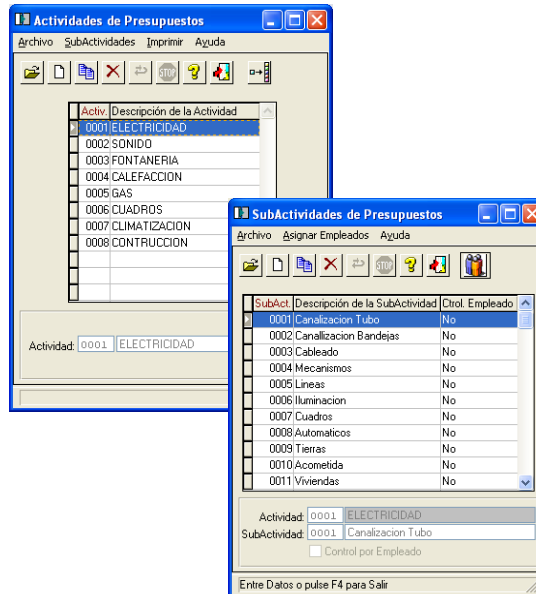 Actividades de Presupuestos
Archivo SubActividades Imprimir Ayuda
STOP
Activ. Descripción de la Actividad
0001 ELECTRICIDAD
0002 SONIDO
0003 FONTANERIA
0004 CALEFACCION
0005 GAS
0006 CUADROS
0007 CLIMATIZACION
0008 CONTRUCCION
Actividad: 0001 ELECTRICIDAD
SubActividades de Presupuestos
Archivo Asignar Empleados Ayuda
STOP
SubAct. Descripción de la SubActividad Ctrol. Empleado
0001 Canalizacion Tubo No
0002 Canallizacion Bandejas No
0003 Cableado No
0004 Mecanismos No
0005 Lineas No
0006 Iluminacion No
0007 Cuadros No
0008 Automaticos No
0009 Tierras No
0010 Acometida No
0011 Viviendas No
Actividad: 0001 ELECTRICIDAD
SubActividad: 0001 Canalizacion Tubo
Control por Empleado
Entre Datos o pulse F4 para Salir